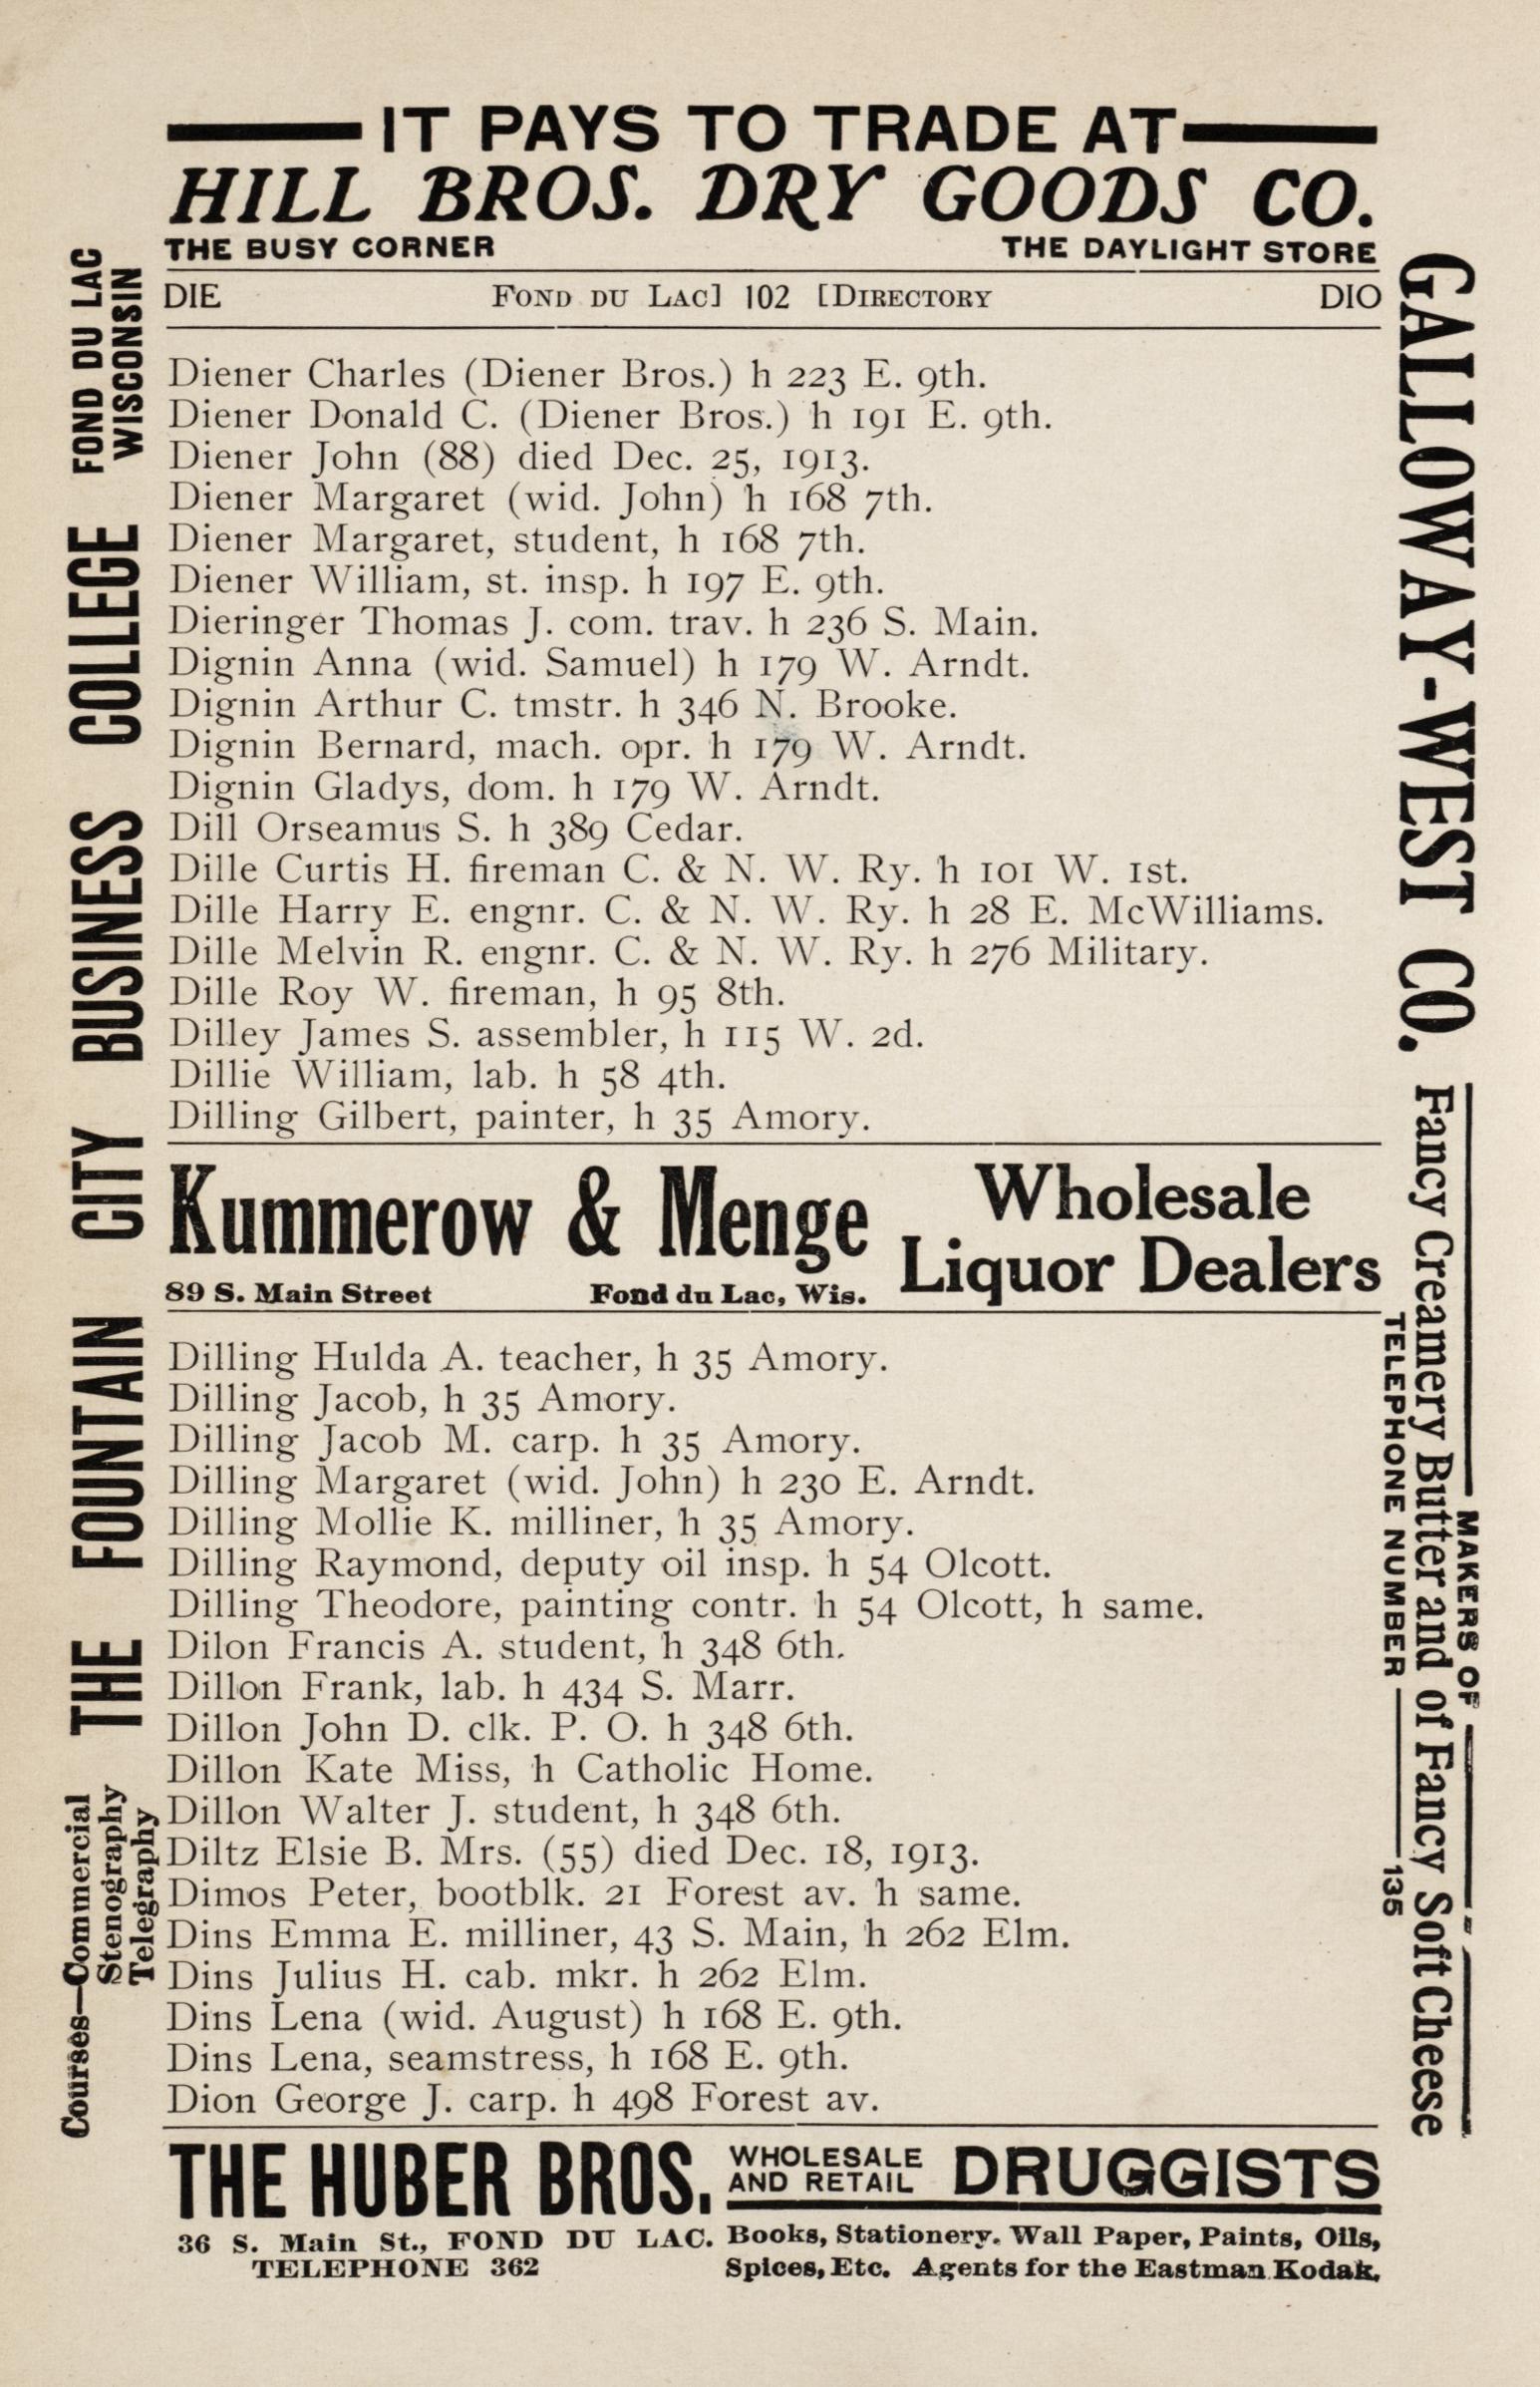 IT PAYS TO TRADE AT
HILL BROS. DRY GOODS CO.
THE BUSY CORNER THE DAYLIGHT STORE
DIE FOND DU LAC] 102 [DIRECTORY DIO
Diener Charles (Diener Bros.) h 223 E. 9th.
Diener Donald C. (Diener Bros.) h 191 E. 9th.
Diener John (88) died Dec. 25, 1913.
Diener Margaret (wid. John) h 168 7th.
Diener Margaret, student, h 168 7th.
Diener William, st. insp. h 197 E. 9th.
Dieringer Thomas J. com. trav. h 236 S. Main.
Dignin Anna (wid. Samuel) h 179 W. Arndt.
Dignin Arthur C. tmstr. h 346 N. Brooke.
Dignin Bernard, mach. opr. h 179 W. Arndt.
Dignin Gladys, dom. h 179 W. Arndt.
Dill Orseamus S. h 389 Cedar.
Dille Curtis H. fireman C. & N. W. Ry. h 101 W. 1st.
Dille Harry E. engnr. C. & N. W. Ry. h 28 E. McWilliams.
Dille Melvin R. engnr. C. & N. W. Ry. h 276 Military.
Dille Roy W. fireman, h 95 8th.
Dilley James S. assembler, h 115 W. 2d.
Dillie William, lab. h 58 4th.
Dilling Gilbert, painter, h 35 Amory.
Kummerow & Menge
89 S. Main Street Fond du Lac, Wis.
Wholesale
Liquor Dealers
Dilling Hulda A. teacher, h 35 Amory.
Dilling Jacob, h 35 Amory.
Dilling Jacob M. carp. h 35 Amory.
Dilling Margaret (wid. John) h 230 E. Arndt.
Dilling Mollie K. milliner, h 35 Amory.
Dilling Raymond, deputy oil insp. h 54 Olcott.
Dilling Theodore, painting contr. h 54 Olcott, h same.
Dilon Francis A. student, h 348 6th.
Dillon Frank, lab. h 434 S. Marr.
Dillon John D. clk. P. O. h 348 6th.
Dillon Kate Miss, h Catholic Home.
Dillon Walter J. student, h 348 6th.
Diltz Elsie B. Mrs. (55) died Dec. 18, 1913.
Dimos Peter, bootblk. 21 Forest av. h same.
Dins Emma E. milliner, 43 S. Main, h 262 Elm.
Dins Julius H. cab. mkr. h 262 Elm.
Dins Lena (wid. August) h 168 E. 9th.
Dins Lena, seamstress, h 168 E. 9th.
Dion George J. carp. h 498 Forest av.
THE HUBER BROS. WHOLESALE AND RETAIL DRUGGISTS
36 S. Main St., FOND DU LAC.
TELEPHONE 362
Books, Stationery. Wall Paper, Paints, Oils,
Spices, Etc. Agents for the Eastman Kodak.
Courses—Commercial
Stenography
Telegraphy
THE FOUNTAIN CITY BUSINESS COLLEGE
FOND DU LAC
WISCONSIN
GALLOWAY-WEST CO.
MAKERS OF
Fancy Creamery Butter and of Fancy Soft Cheese
TELEPHONE NUMBER 135